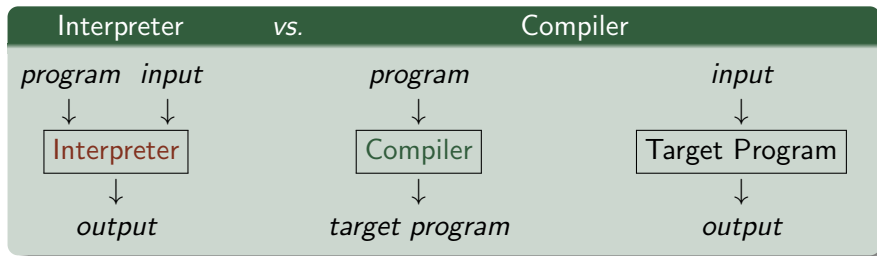 Interpreter vs. Compiler
program input program input
Interpreter Compiler Target Program
output target program output